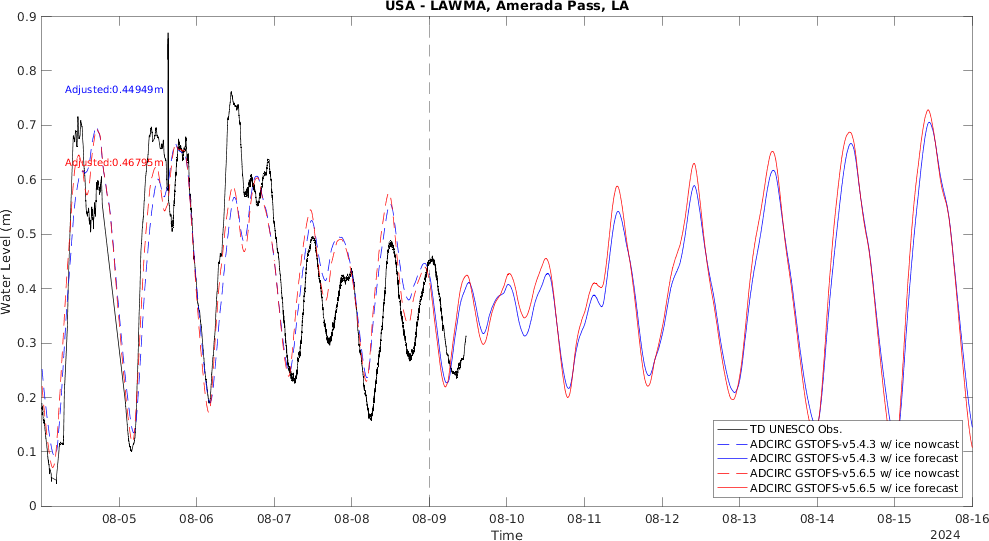 USA - LAWMA, Amerada Pass, LA
0.9
0.8
0.7
0.6
0.5
0.4
0.3
0.2
0.1
0
Water Level (m)
Adjusted:0.44949m
Adjusted:0.46795m
TD UNESCO Obs.
ADCIRC GSTOFS-v5.4.3 w/ ice nowcast
ADCIRC GSTOFS-v5.4.3 w/ ice forecast
ADCIRC GSTOFS-v5.6.5 w/ ice nowcast
ADCIRC GSTOFS-v5.6.5 w/ ice forecast
08-05 08-06 08-07 08-08 08-09 08-10 08-11 08-12 08-13 08-14 08-15 08-16
Time
2024